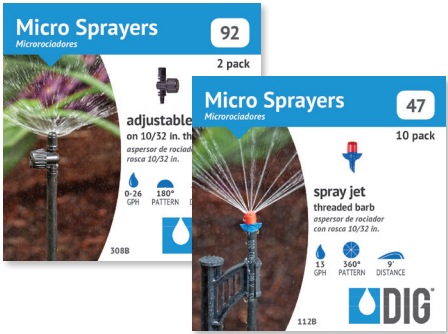 Micro Sprayers
Microrociadores
92
2 pack
adjustable
on 10/32 in. th
aspersor de rociad
rosca 10/32 in.
0-26
GPH
180°
PATTERN
308B
Micro Sprayers
Microrociadores
47
10 pack
spray jet
threaded barb
aspersor de rociador
con rosca 10/32 in.
13
GPH
360°
PATTERN
9'
DISTANCE
112B
DIG